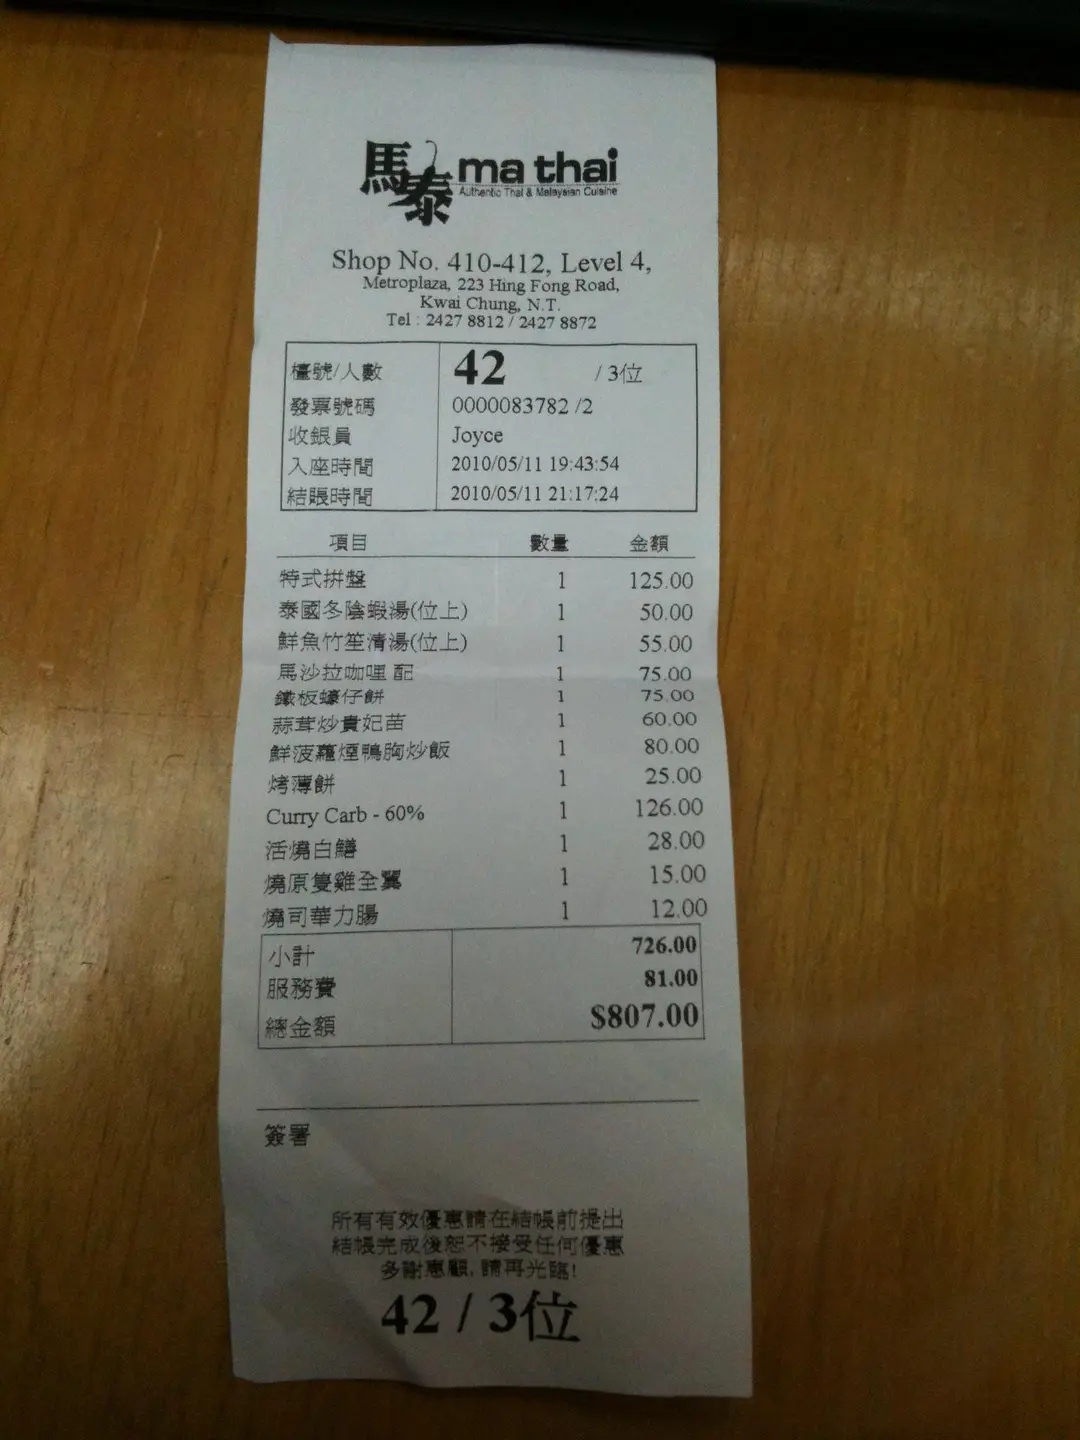 馬泰 ma thai
Authentic Thai & Malaysian Cuisine
Shop No. 410-412, Level 4,
Metroplaza, 223 Hing Fong Road,
Kwai Chung, N.T.
Tel : 2427 8812 / 2427 8872
檯號/人數 42 / 3位
發票號碼 0000083782 /2
收銀員 Joyce
入座時間 2010/05/11 19:43:54
結賬時間 2010/05/11 21:17:24
項目 數量 金額
特式拼盤 1 125.00
泰國冬陰蝦湯(位上) 1 50.00
鮮魚竹笙清湯(位上) 1 55.00
馬沙拉咖哩 配 1 75.00
鐵板蠔仔餅 1 75.00
蒜茸炒貴妃苗 1 60.00
鮮菠蘿煙鴨胸炒飯 1 80.00
烤薄餅 1 25.00
Curry Carb - 60% 1 126.00
活燒白鱔 1 28.00
燒原隻雞全翼 1 15.00
燒司華力腸 1 12.00
小計 726.00
服務費 81.00
總金額 $807.00
簽署
所有有效優惠請在結帳前提出
結帳完成後恕不接受任何優惠
多謝惠顧, 請再光臨!
42 / 3位